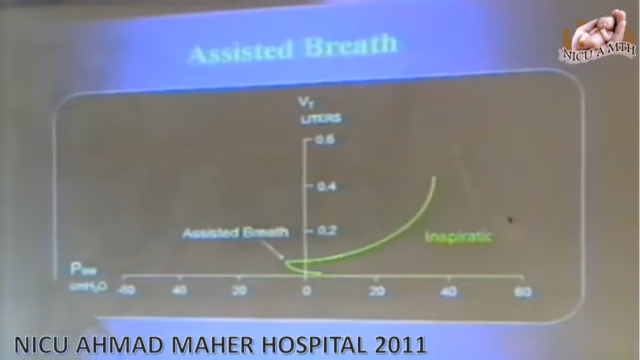 Assisted Breath
NICU A MTH
VT
LITERS
0.6
0.4
0.2
Assisted Breath
Inspiratic
Paw
cmH2O
-60 40 20 0 20 40 60
NICU AHMAD MAHER HOSPITAL 2011